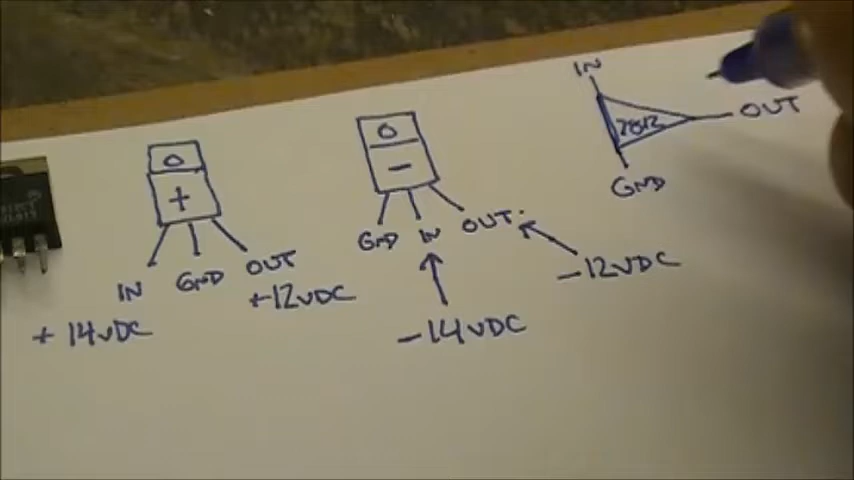 O
+
IN GND OUT
+ 14VDC
+12VDC
O
−
GND IN OUT.
−14VDC
−12VDC
IN
7812
GND
OUT